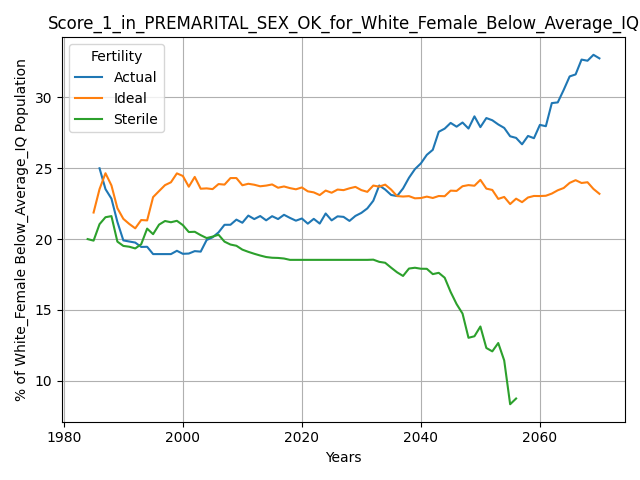 Score_1_in_PREMARITAL_SEX_OK_for_White_Female_Below_Average_IQ
Fertility
Actual
Ideal
Sterile
% of White_Female Below_Average_IQ Population
30
25
20
15
10
1980
2000
2020
2040
2060
Years